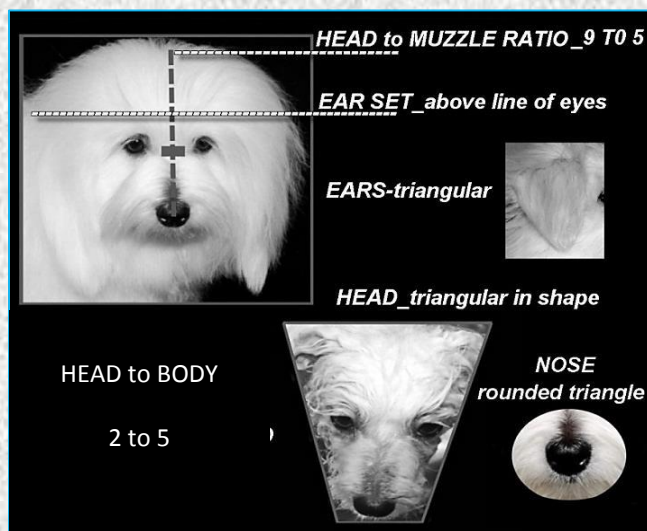 HEAD to MUZZLE RATIO_9 T0 5
EAR SET_above line of eyes
EARS-triangular
HEAD_triangular in shape
HEAD to BODY
2 to 5
NOSE
rounded triangle